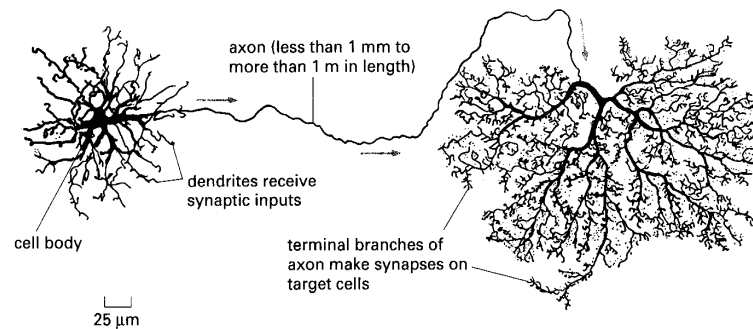 axon (less than 1 mm to
more than 1 m in length)
dendrites receive
synaptic inputs
cell body
terminal branches of
axon make synapses on
target cells
25 μm